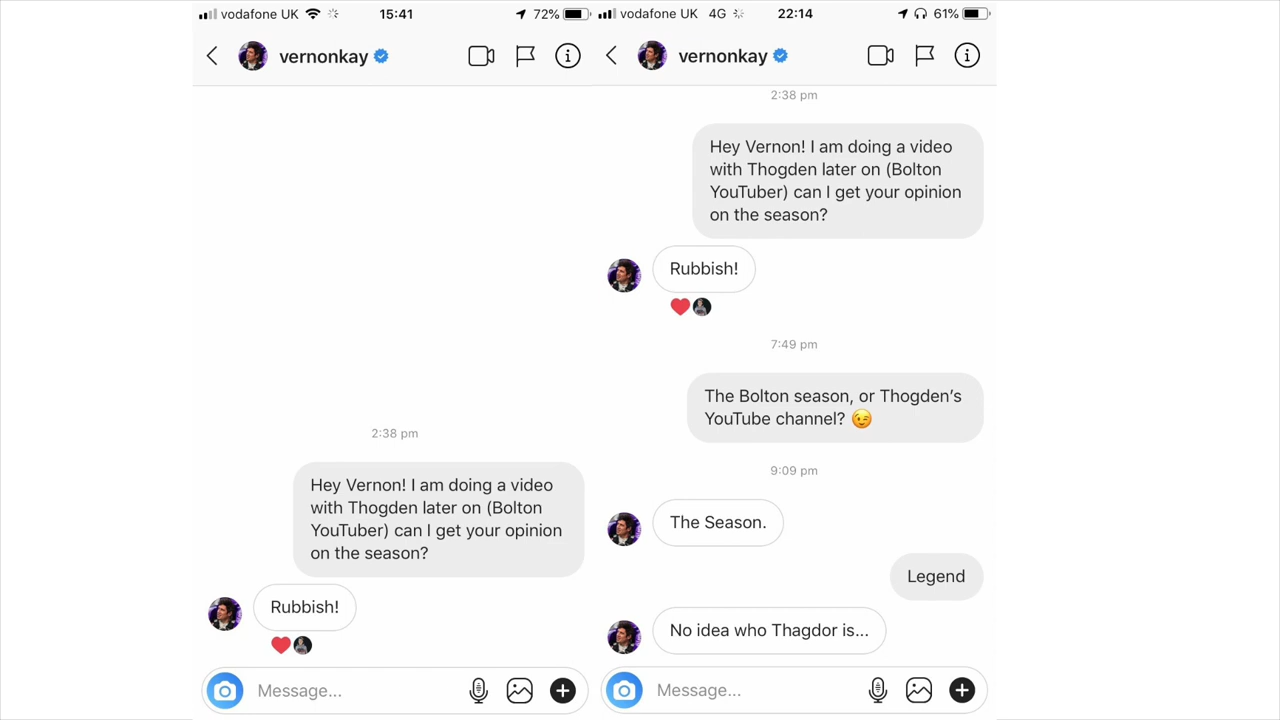 vodafone UK 15:41 72%
vernonkay
2:38 pm
Hey Vernon! I am doing a video
with Thogden later on (Bolton
YouTuber) can I get your opinion
on the season?
Rubbish!
Message...
vodafone UK 4G 22:14 61%
vernonkay
2:38 pm
Hey Vernon! I am doing a video
with Thogden later on (Bolton
YouTuber) can I get your opinion
on the season?
Rubbish!
7:49 pm
The Bolton season, or Thogden’s
YouTube channel? 😉
9:09 pm
The Season.
Legend
No idea who Thagdor is...
Message...